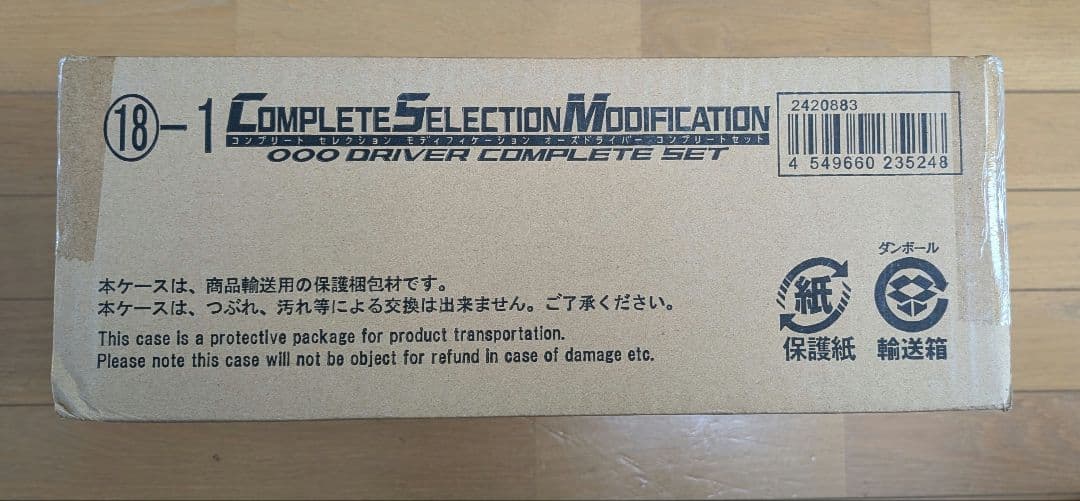 ⑱-1 COMPLETE SELECTION MODIFICATION
コンプリート セレクション モディフィケーション オーズドライバー コンプリートセット
OOO DRIVER COMPLETE SET
2420883
4 549660 235248
本ケースは、商品輸送用の保護梱包材です。
本ケースは、つぶれ、汚れ等による交換は出来ません。ご了承ください。
This case is a protective package for product transportation.
Please note this case will not be object for refund in case of damage etc.
紙
保護紙
ダンボール
輸送箱